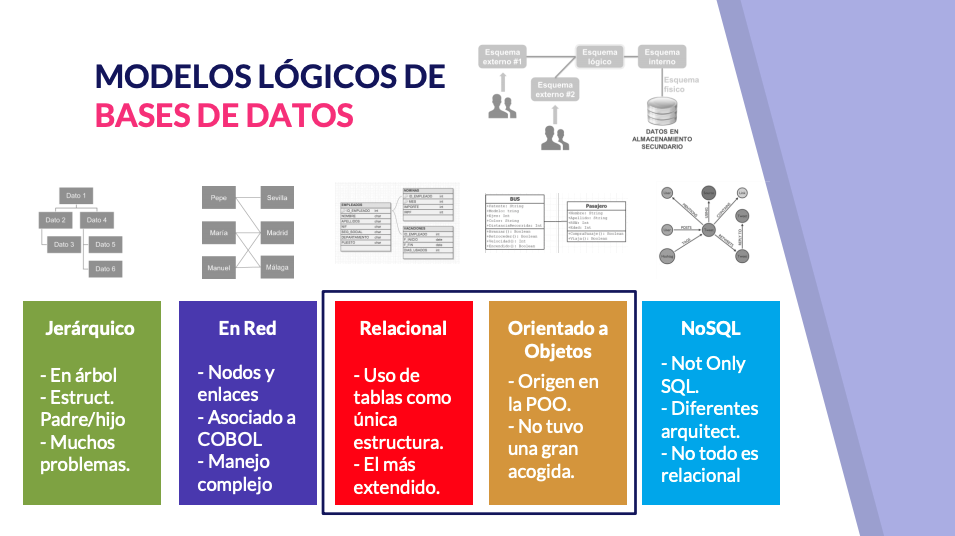 MODELOS LÓGICOS DE
BASES DE DATOS
Esquema
externo #1
Esquema
lógico
Esquema
interno
Esquema
externo #2
Esquema
físico
DATOS EN
ALMACENAMIENTO
SECUNDARIO
Dato 1
Dato 2
Dato 4
Dato 3
Dato 5
Dato 6
Pepe
Sevilla
María
Madrid
Manuel
Málaga
EMPLEADOS
NOMBRE
PUESTO
BUS
Pasajero
POSTS
Jerárquico
- En árbol
- Estruct.
Padre/hijo
- Muchos
problemas.
En Red
- Nodos y
enlaces
- Asociado a
COBOL
- Manejo
complejo
Relacional
- Uso de
tablas como
única
estructura.
- El más
extendido.
Orientado a
Objetos
- Origen en
la POO.
- No tuvo
una gran
acogida.
NoSQL
- Not Only
SQL.
- Diferentes
arquitect.
- No todo es
relacional